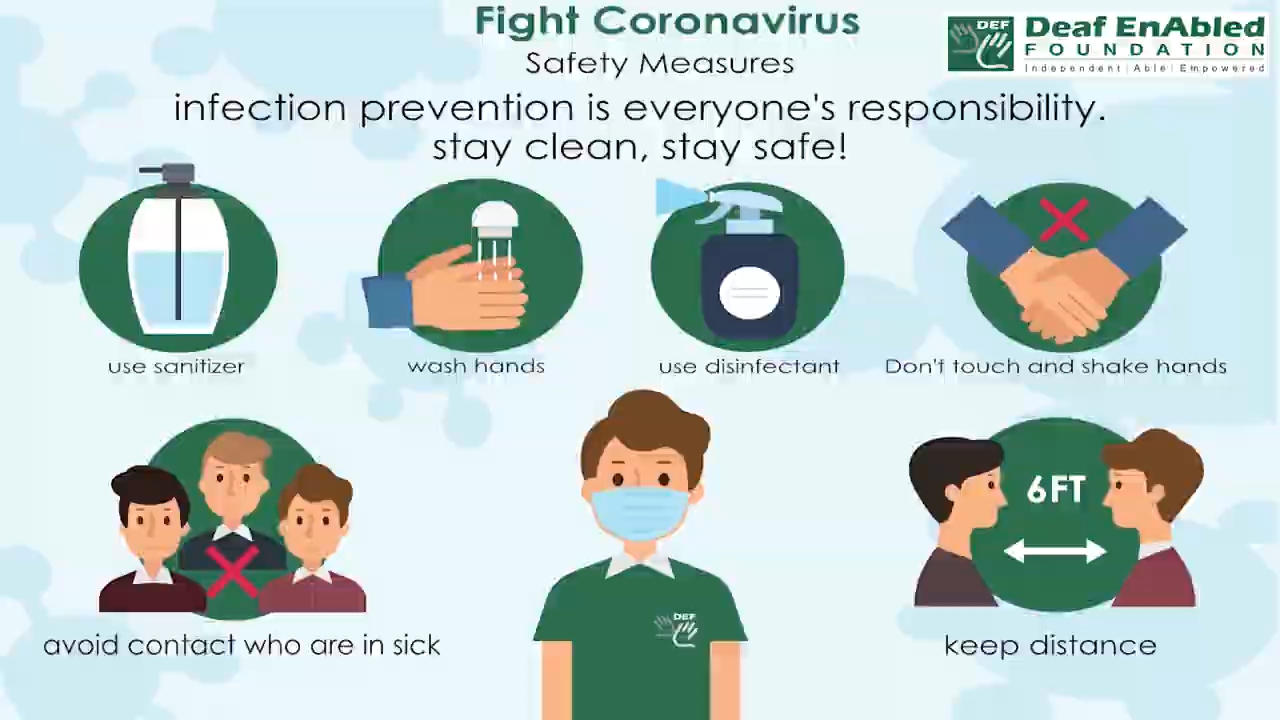 Fight Coronavirus
Safety Measures
DEF
Deaf EnAbled
FOUNDATION
Independent | Able | Empowered
infection prevention is everyone's responsibility.
stay clean, stay safe!
use sanitizer
wash hands
use disinfectant
Don't touch and shake hands
6FT
DEF
avoid contact who are in sick
keep distance